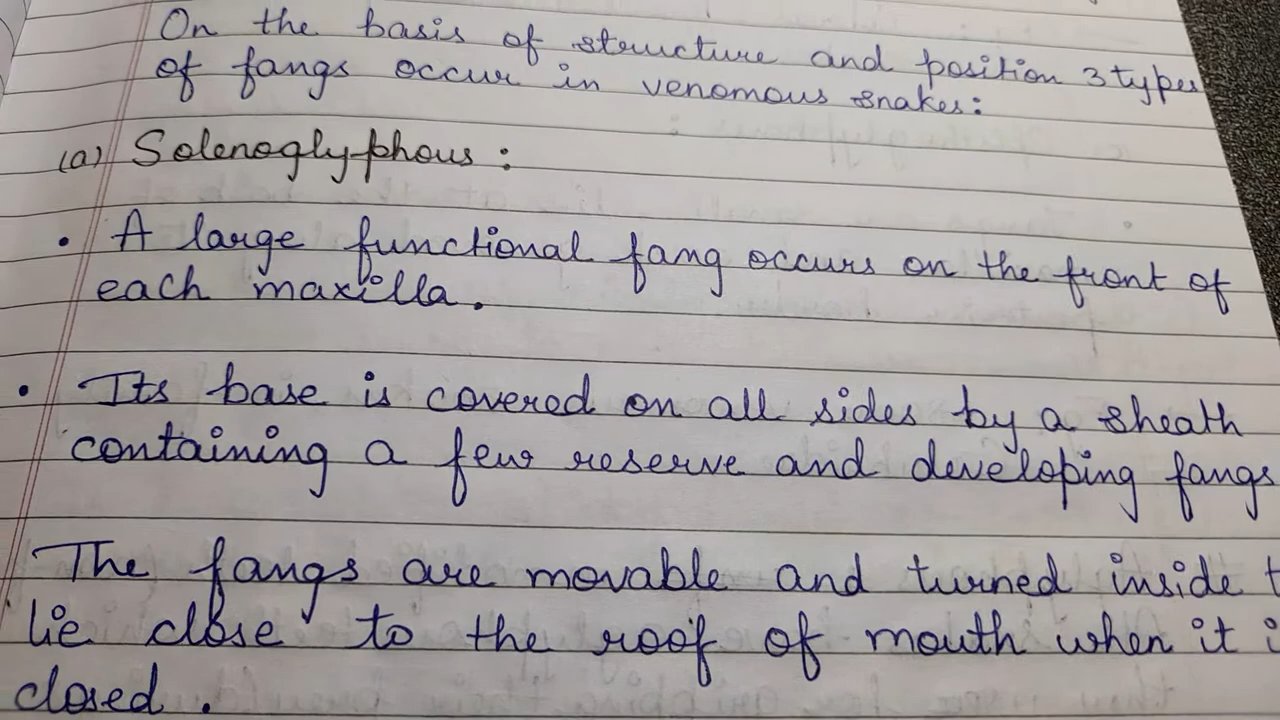 On the basis of structure and position 3 types
of fangs occur in venomous snakes:
(a) Solenoglyphous :
• A large functional fang occurs on the front of
each maxilla.
• Its base is covered on all sides by a sheath
containing a few reserve and developing fangs
The fangs are movable and turned inside t
lie close to the roof of mouth when it i
closed.